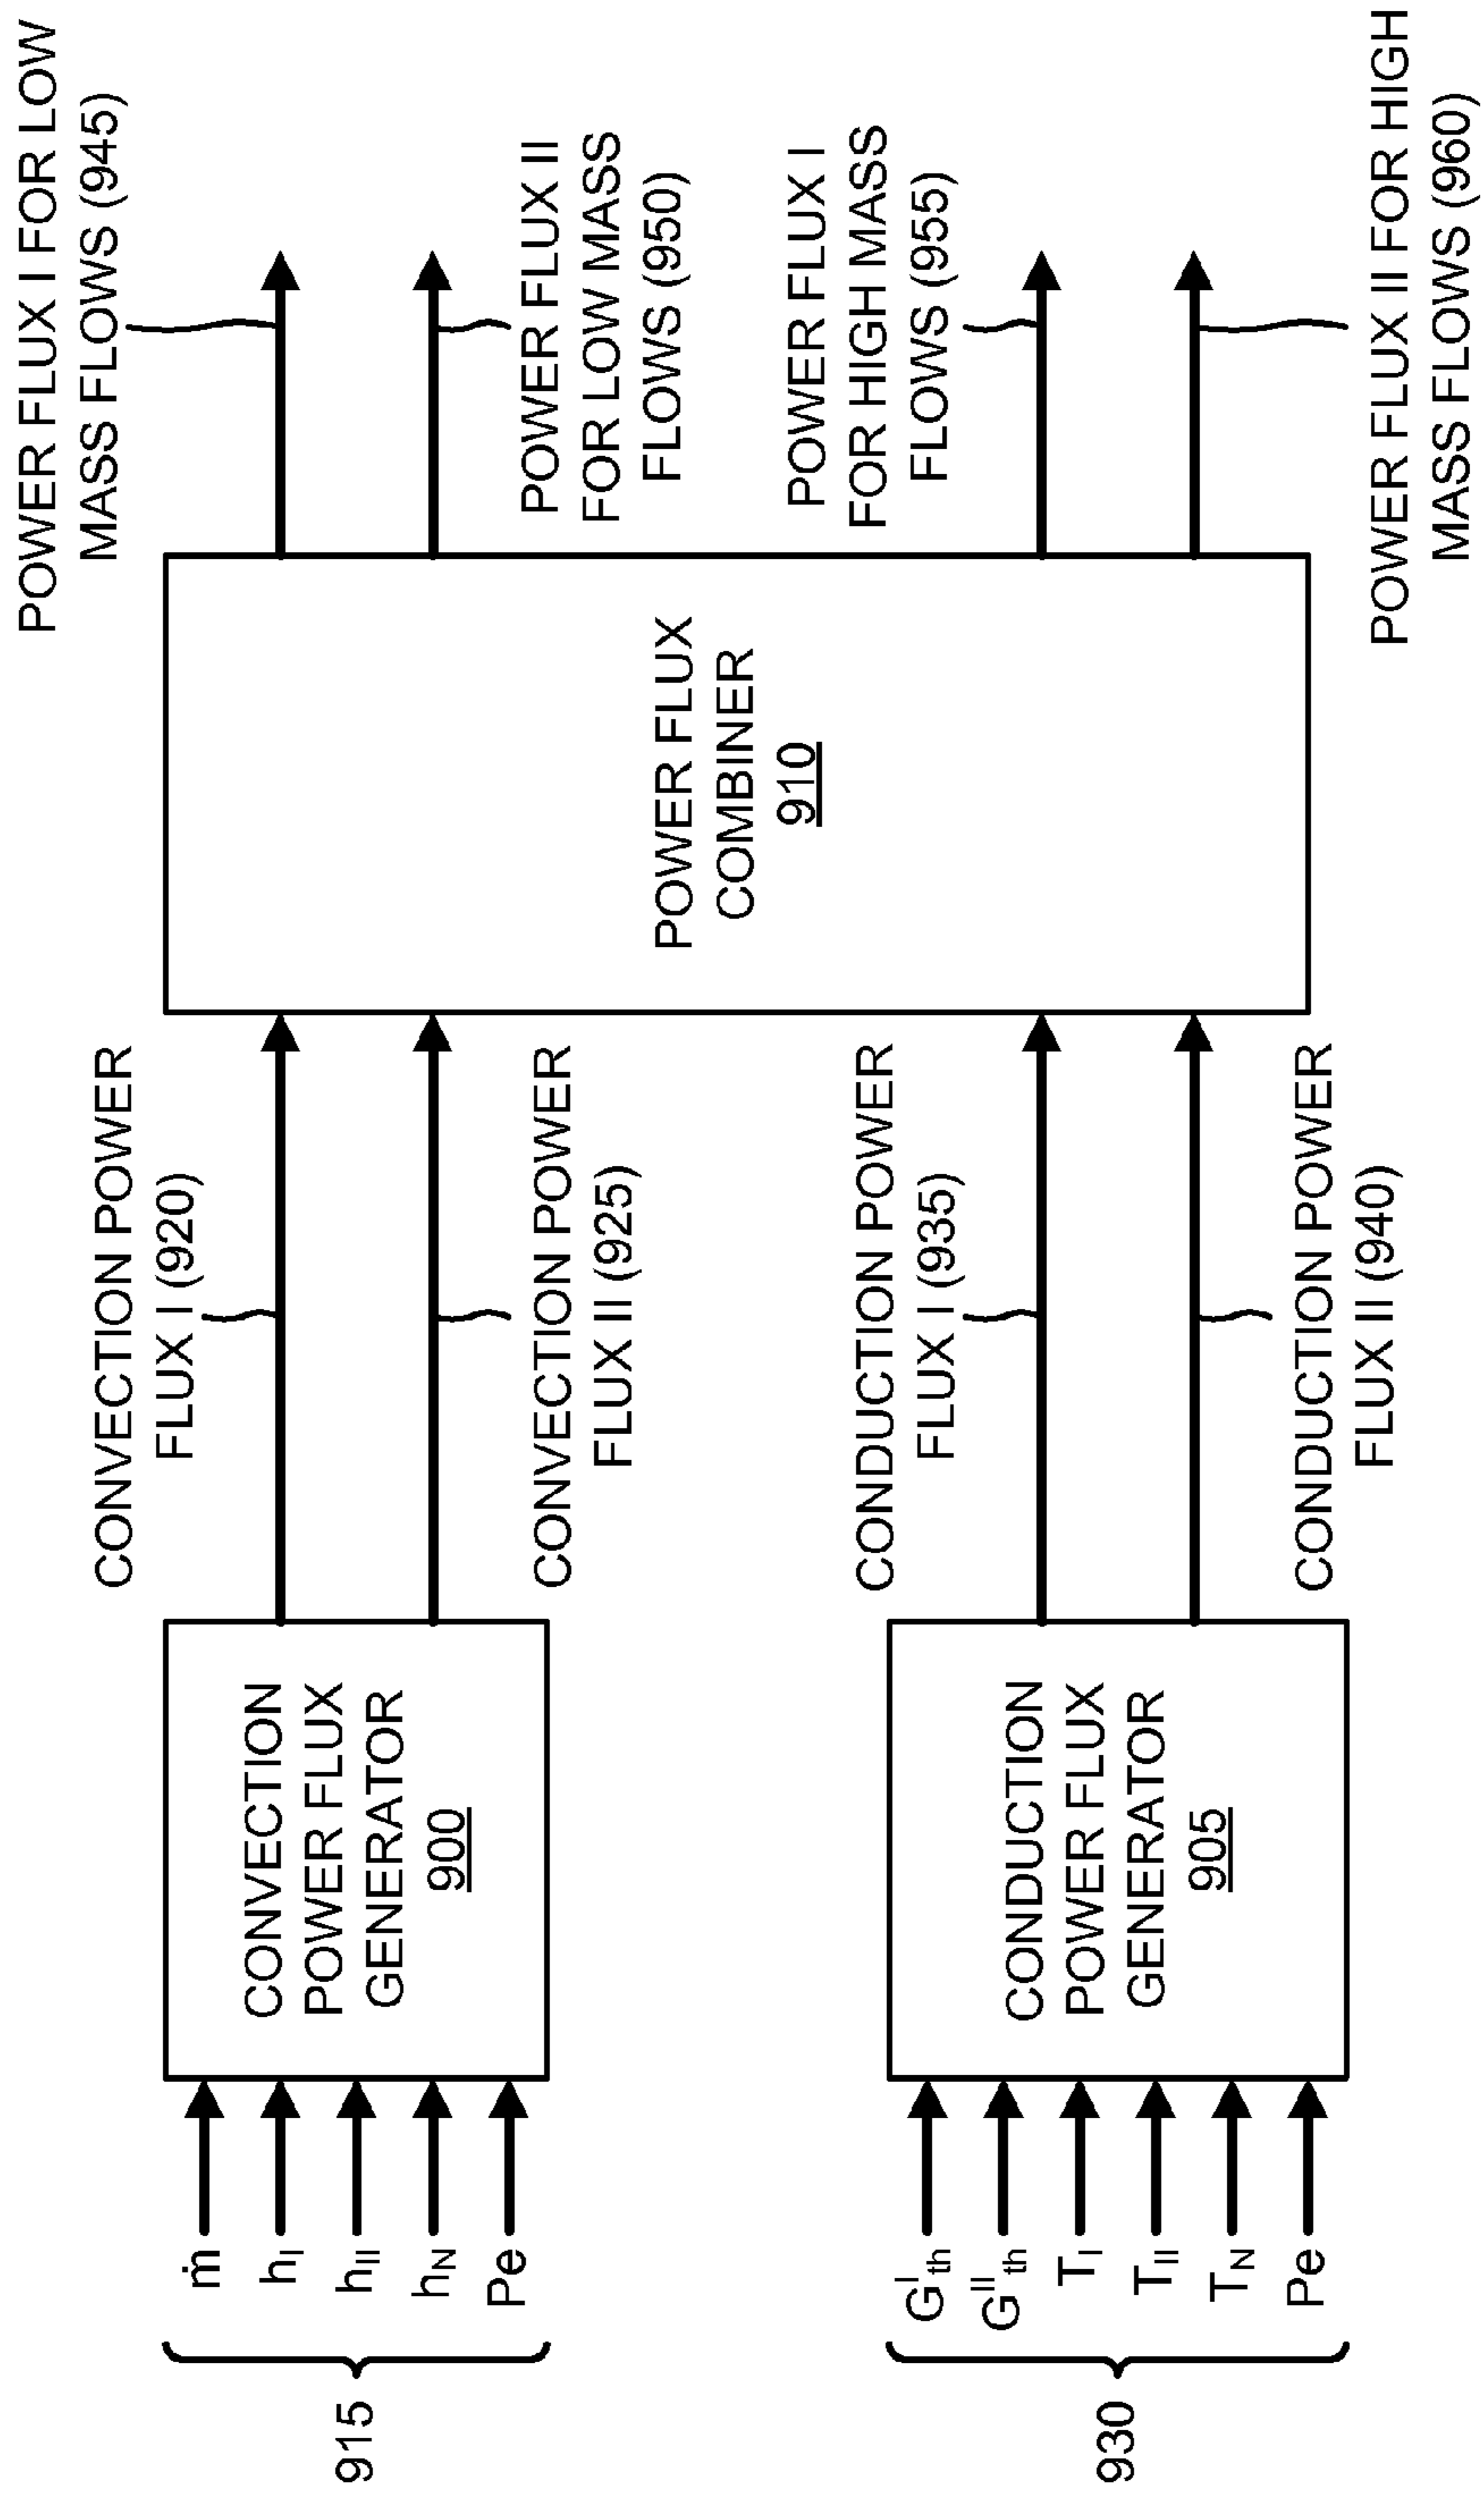 915
ṁ
hI
hII
hN
Pe
CONVECTION
POWER FLUX
GENERATOR
900
CONVECTION POWER
FLUX I (920)
CONVECTION POWER
FLUX II (925)
930
GIth
GIIth
TI
TII
TN
Pe
CONDUCTION
POWER FLUX
GENERATOR
905
CONDUCTION POWER
FLUX I (935)
CONDUCTION POWER
FLUX II (940)
POWER FLUX
COMBINER
910
POWER FLUX I FOR LOW
MASS FLOWS (945)
POWER FLUX II
FOR LOW MASS
FLOWS (950)
POWER FLUX I
FOR HIGH MASS
FLOWS (955)
POWER FLUX II FOR HIGH
MASS FLOWS (960)